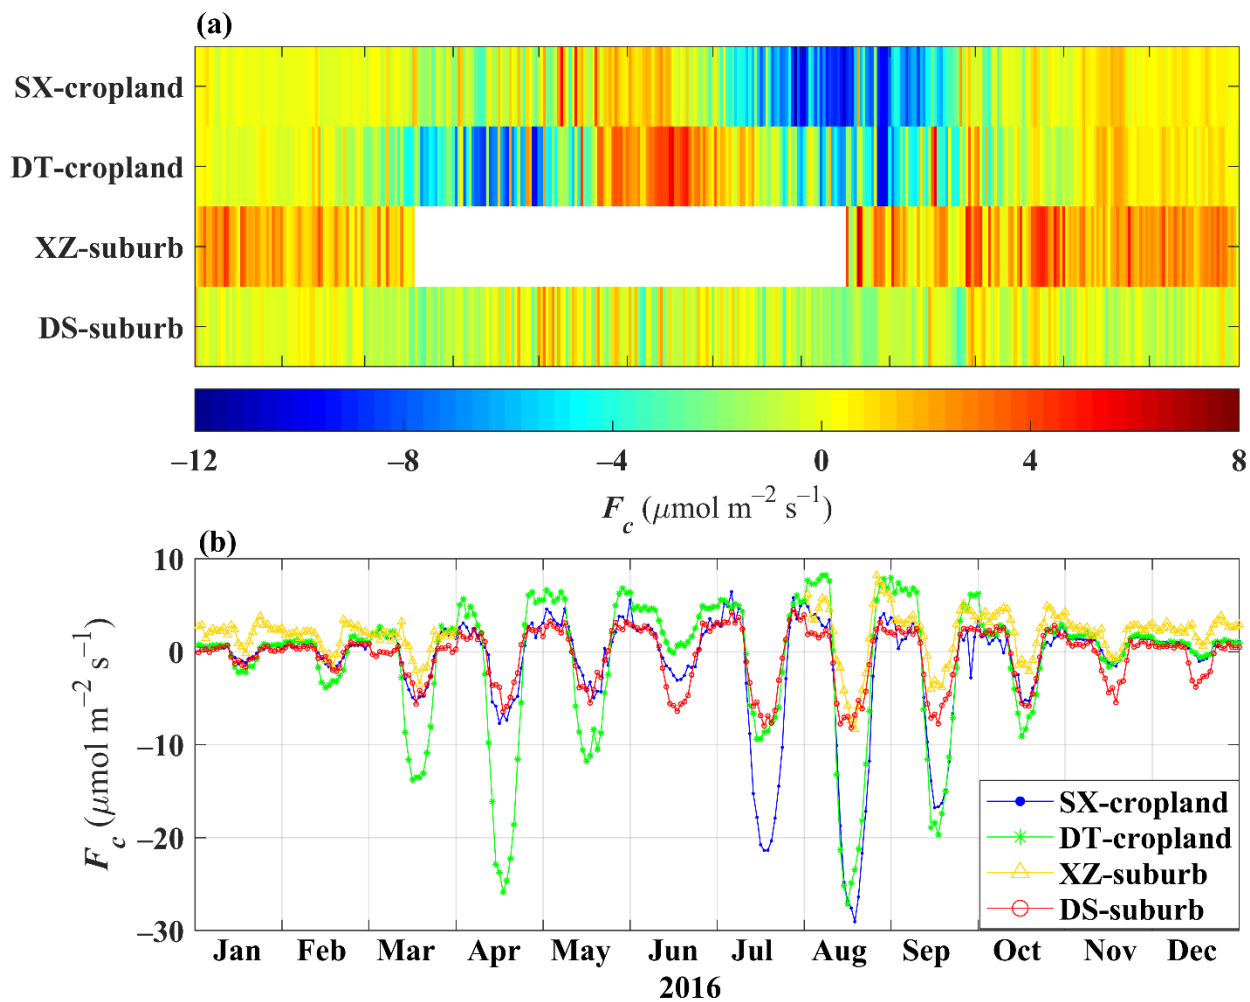 (a)
SX-cropland
DT-cropland
XZ-suburb
DS-suburb
−12 −8 −4 0 4 8
F_c (μmol m⁻² s⁻¹)
(b)
10
0
−10
−20
−30
F_c (μmol m⁻² s⁻¹)
SX-cropland
DT-cropland
XZ-suburb
DS-suburb
Jan Feb Mar Apr May Jun Jul Aug Sep Oct Nov Dec
2016